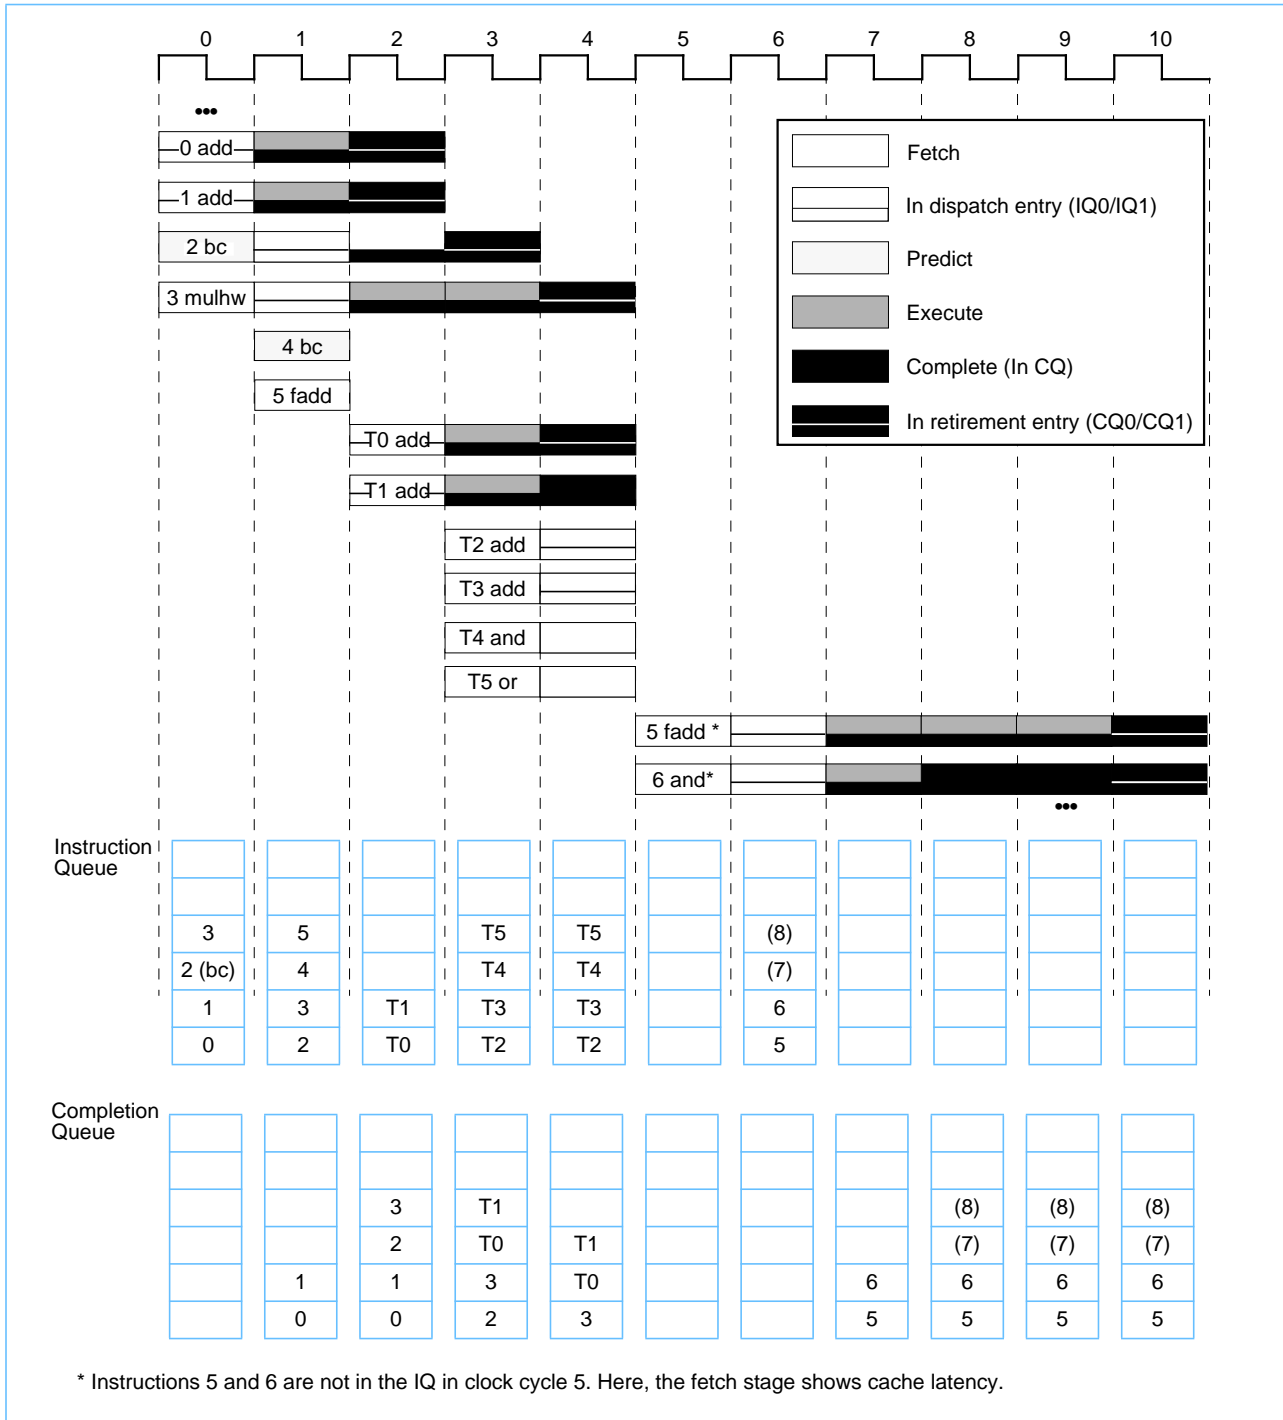 0 1 2 3 4 5 6 7 8 9 10
•••
0 add
1 add
2 bc
3 mulhw
4 bc
5 fadd
T0 add
T1 add
T2 add
T3 add
T4 and
T5 or
5 fadd *
6 and*
•••
Fetch
In dispatch entry (IQ0/IQ1)
Predict
Execute
Complete (In CQ)
In retirement entry (CQ0/CQ1)
Instruction
Queue
3 5 T5 T5 (8)
2 (bc) 4 T4 T4 (7)
1 3 T1 T3 T3 6
0 2 T0 T2 T2 5
Completion
Queue
3 T1 (8) (8) (8)
2 T0 T1 (7) (7) (7)
1 1 3 T0 6 6 6 6
0 0 2 3 5 5 5 5
* Instructions 5 and 6 are not in the IQ in clock cycle 5. Here, the fetch stage shows cache latency.